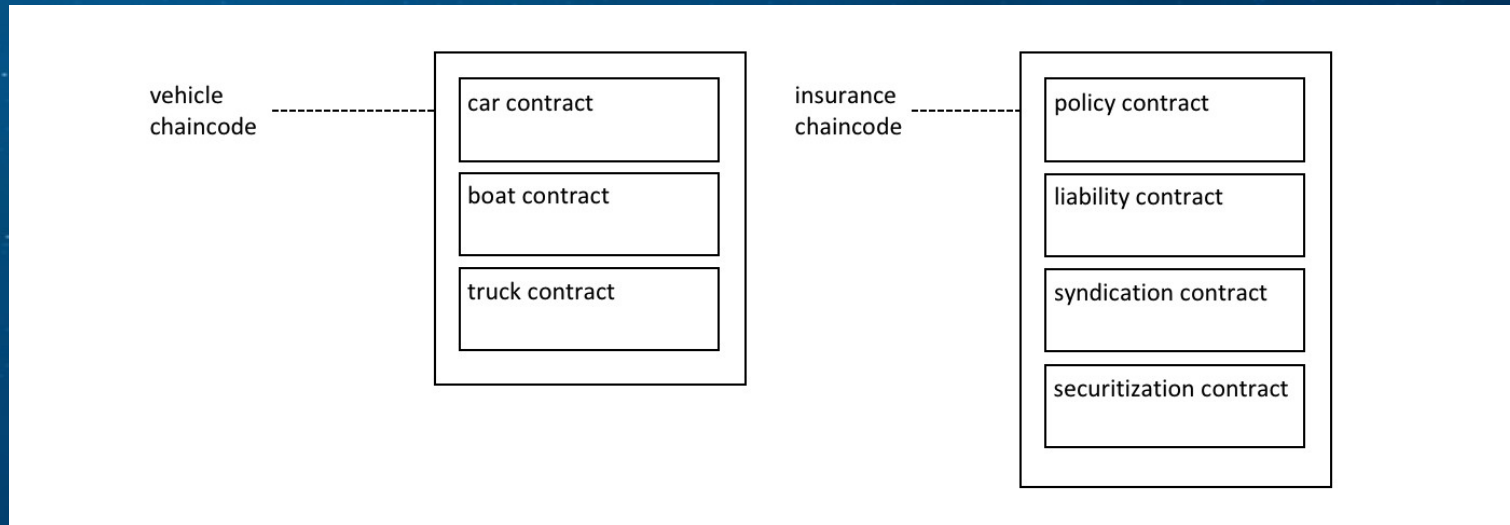 vehicle
chaincode
car contract
boat contract
truck contract
insurance
chaincode
policy contract
liability contract
syndication contract
securitization contract